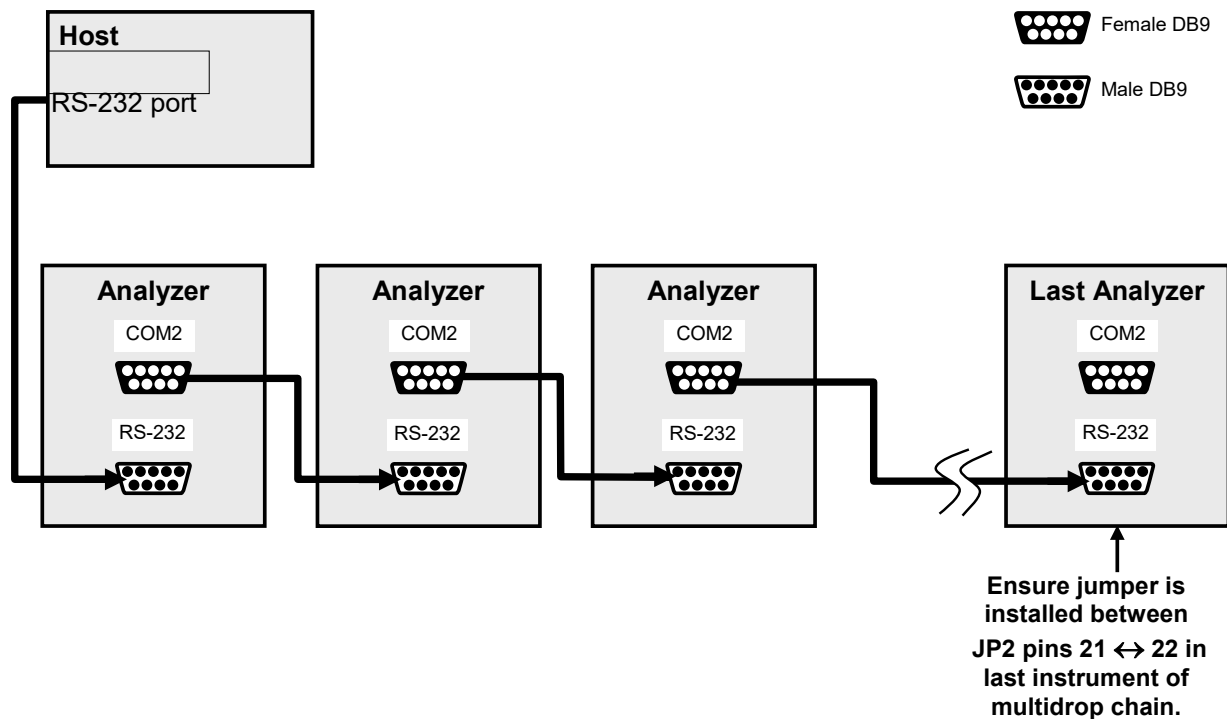 Host
RS-232 port
Female DB9
Male DB9
Analyzer
COM2
RS-232
Analyzer
COM2
RS-232
Analyzer
COM2
RS-232
Last Analyzer
COM2
RS-232
Ensure jumper is
installed between
JP2 pins 21 ↔ 22 in
last instrument of
multidrop chain.